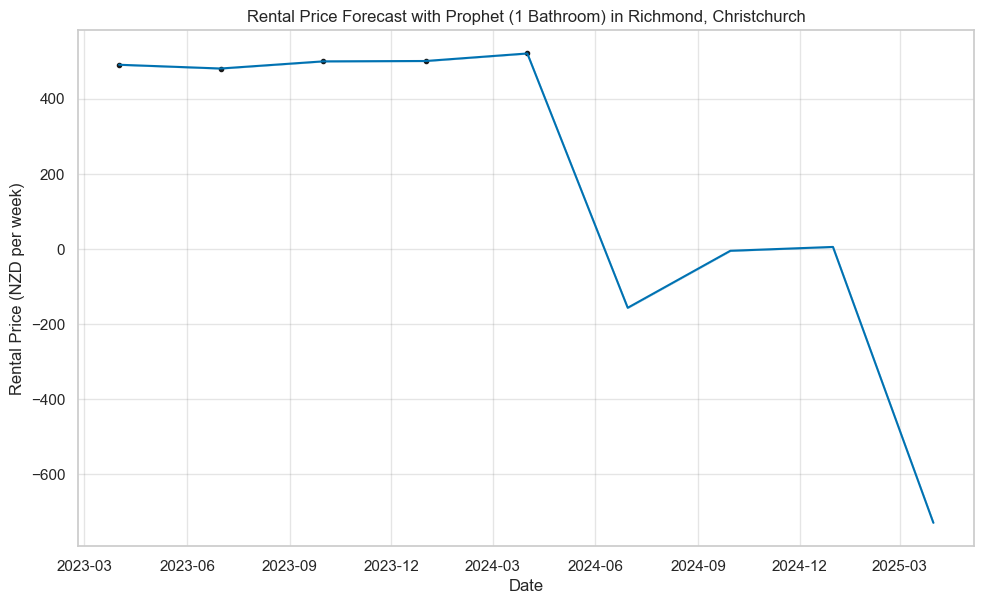 Rental Price Forecast with Prophet (1 Bathroom) in Richmond, Christchurch
Rental Price (NZD per week)
400
200
0
−200
−400
−600
2023-03 2023-06 2023-09 2023-12 2024-03 2024-06 2024-09 2024-12 2025-03
Date